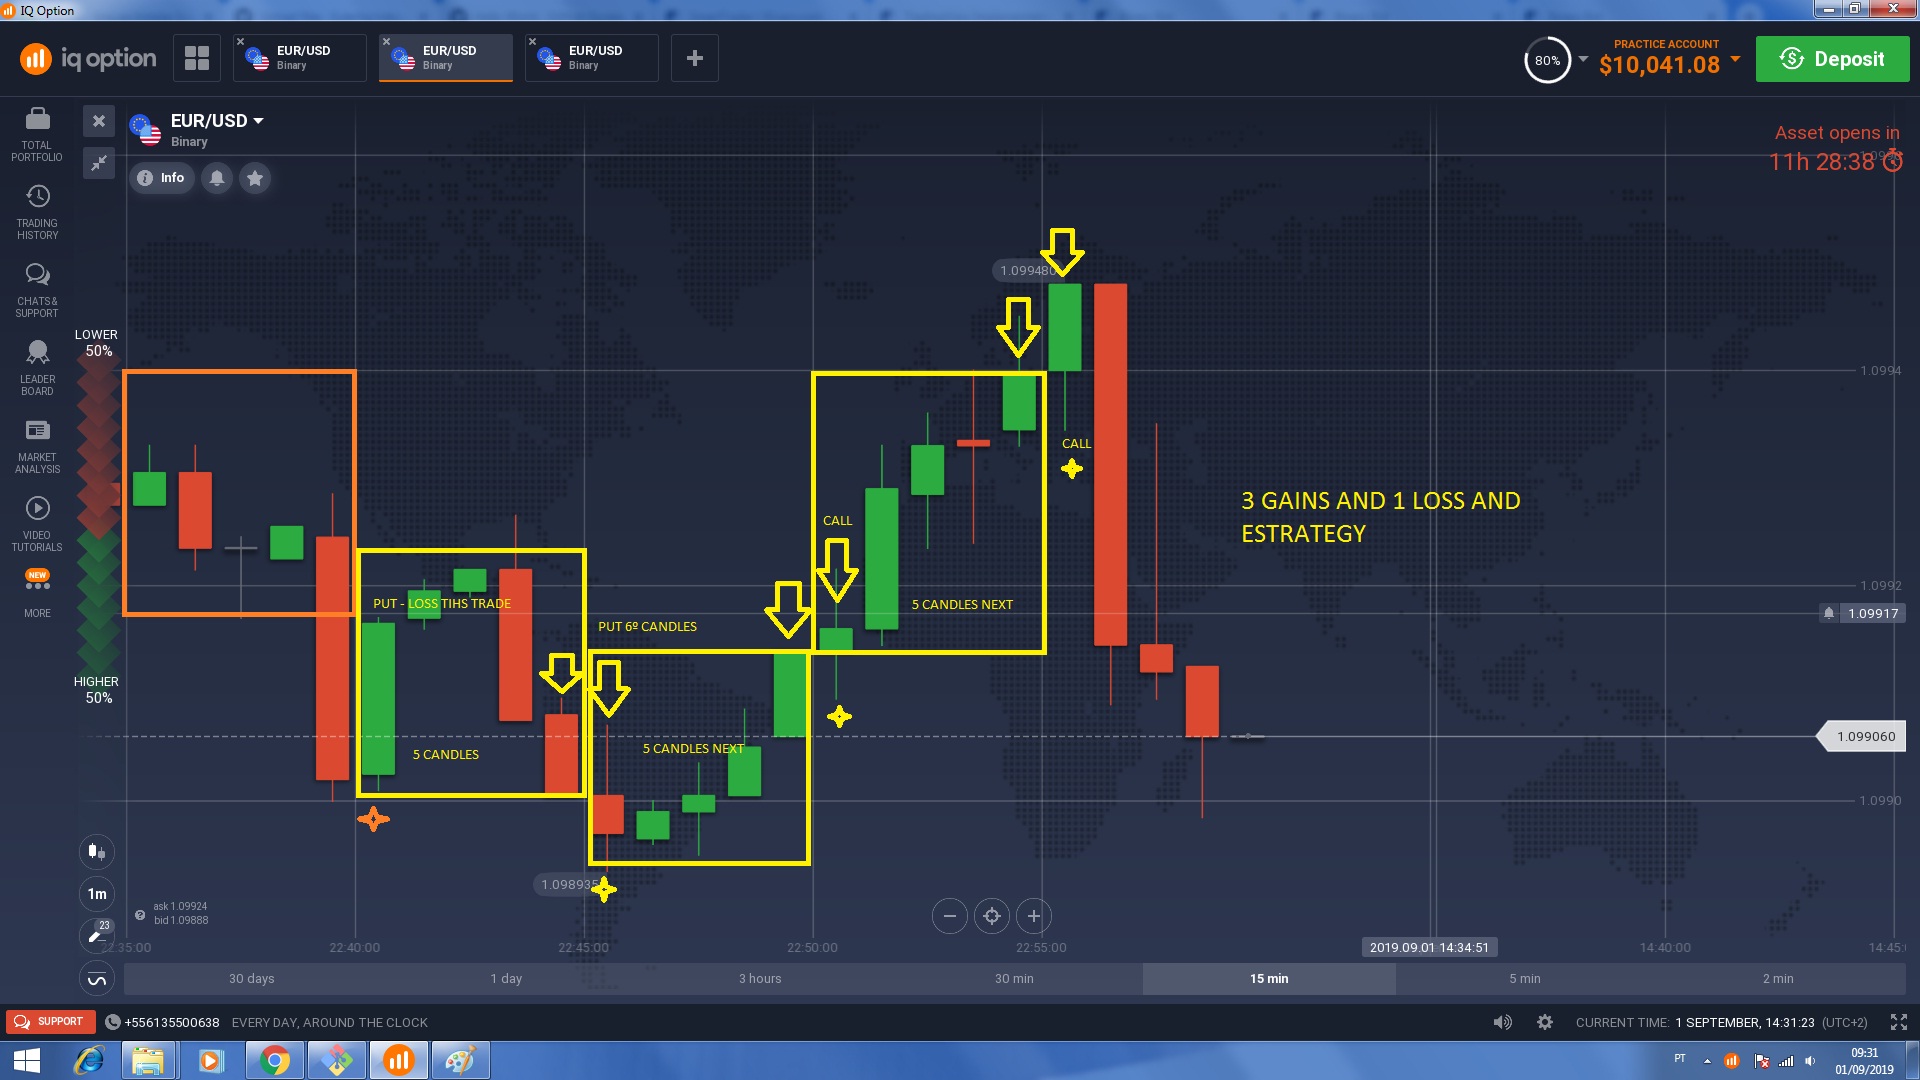 IQ Option
iq option
EUR/USD
Binary
EUR/USD
Binary
EUR/USD
Binary
80%
PRACTICE ACCOUNT
$10,041.08
Deposit
TOTAL
PORTFOLIO
TRADING
HISTORY
CHATS &
SUPPORT
LEADER
BOARD
MARKET
ANALYSIS
VIDEO
TUTORIALS
NEW
MORE
EUR/USD
Binary
Info
Asset opens in
11h 28:38
LOWER
50%
HIGHER
50%
1.099480
1.0994
CALL
3 GAINS AND 1 LOSS AND
ESTRATEGY
CALL
1.0992
PUT - LOSS TIHS TRADE
5 CANDLES NEXT
1.09917
PUT 6º CANDLES
5 CANDLES NEXT
1.099060
5 CANDLES
1.0990
1.098935
1m
23
ask 1.09924
bid 1.09888
22:35:00
22:40:00
22:45:00
22:50:00
22:55:00
2019.09.01 14:34:51
14:40:00
14:45:
30 days
1 day
3 hours
30 min
15 min
5 min
2 min
SUPPORT
+556135500638
EVERY DAY, AROUND THE CLOCK
CURRENT TIME: 1 SEPTEMBER, 14:31:23 (UTC+2)
PT
09:31
01/09/2019